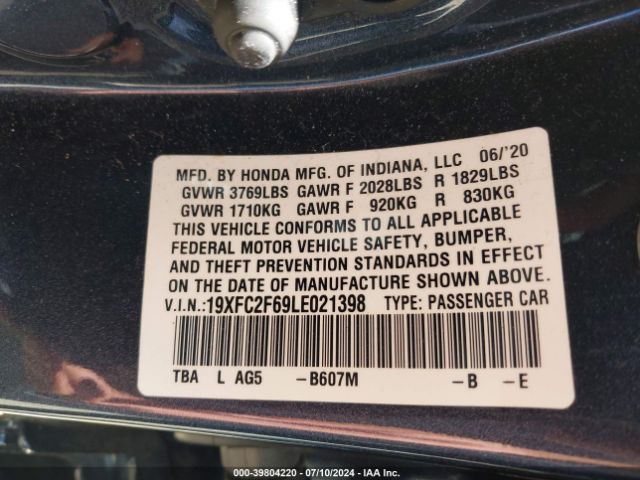 MFD. BY HONDA MFG. OF INDIANA, LLC 06/'20
GVWR 3769LBS GAWR F 2028LBS R 1829LBS
GVWR 1710KG GAWR F 920KG R 830KG
THIS VEHICLE CONFORMS TO ALL APPLICABLE
FEDERAL MOTOR VEHICLE SAFETY, BUMPER,
AND THEFT PREVENTION STANDARDS IN EFFECT
ON THE DATE OF MANUFACTURE SHOWN ABOVE.
V.I.N.:19XFC2F69LE021398 TYPE: PASSENGER CAR
TBA L AG5 –B607M –B –E
000-39804220 - 07/10/2024 - IAA Inc.